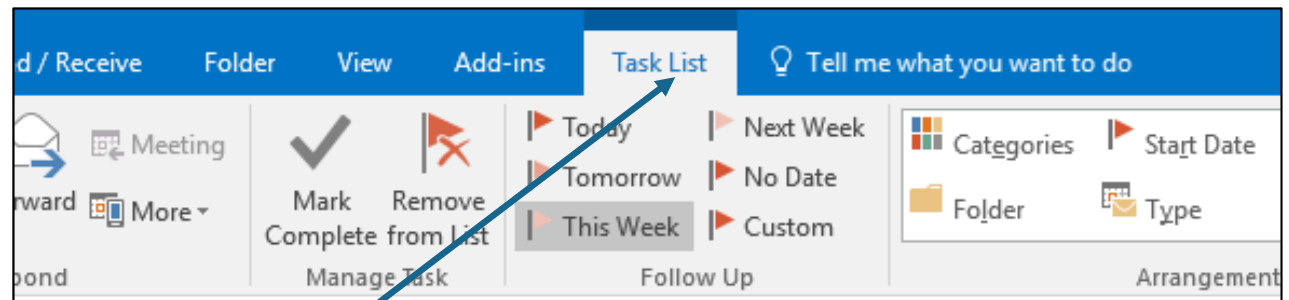 d / Receive Folder View Add-ins Task List Tell me what you want to do
Today Next Week
Meeting Categories Start Date
Tomorrow No Date
rward More Mark Remove
Folder Type
Complete from List This Week Custom
pond Manage Task Follow Up Arrangement